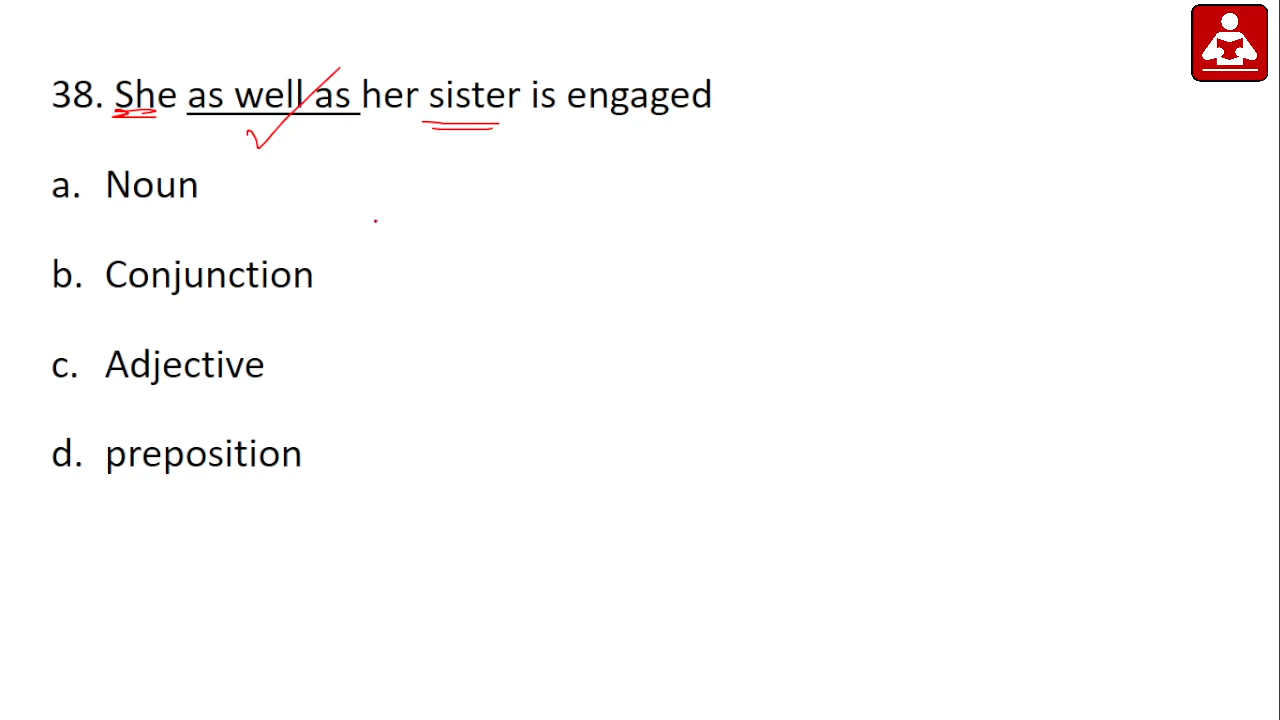 38. She as well as her sister is engaged
a. Noun
b. Conjunction
c. Adjective
d. preposition